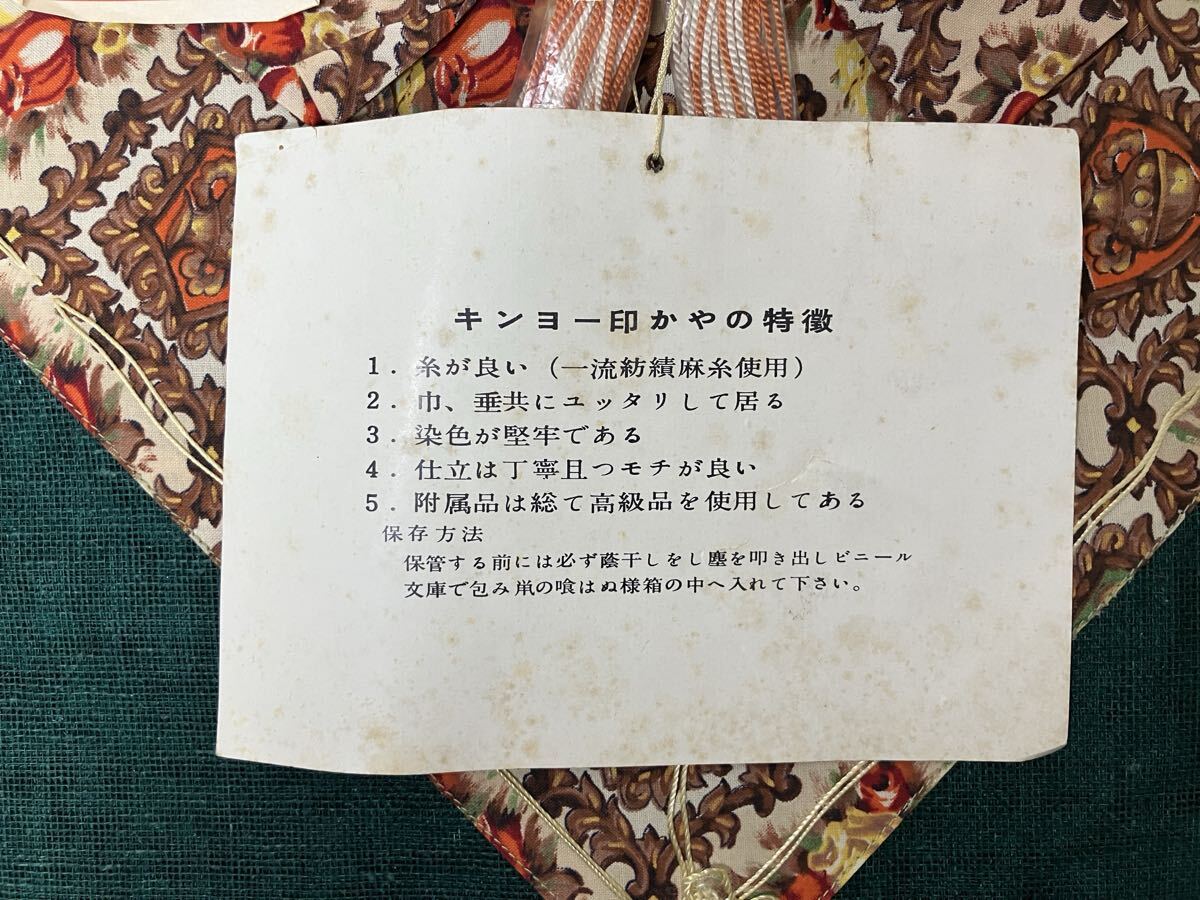 キンヨー印かやの特徴
1. 糸が良い（一流紡績麻糸使用）
2. 巾、垂共にユッタリして居る
3. 染色が堅牢である
4. 仕立は丁寧且つモチが良い
5. 附属品は総て高級品を使用してある
保存方法
保管する前には必ず蔭干しをし塵を叩き出しビニール
文庫で包み鼡の喰はぬ様箱の中へ入れて下さい。